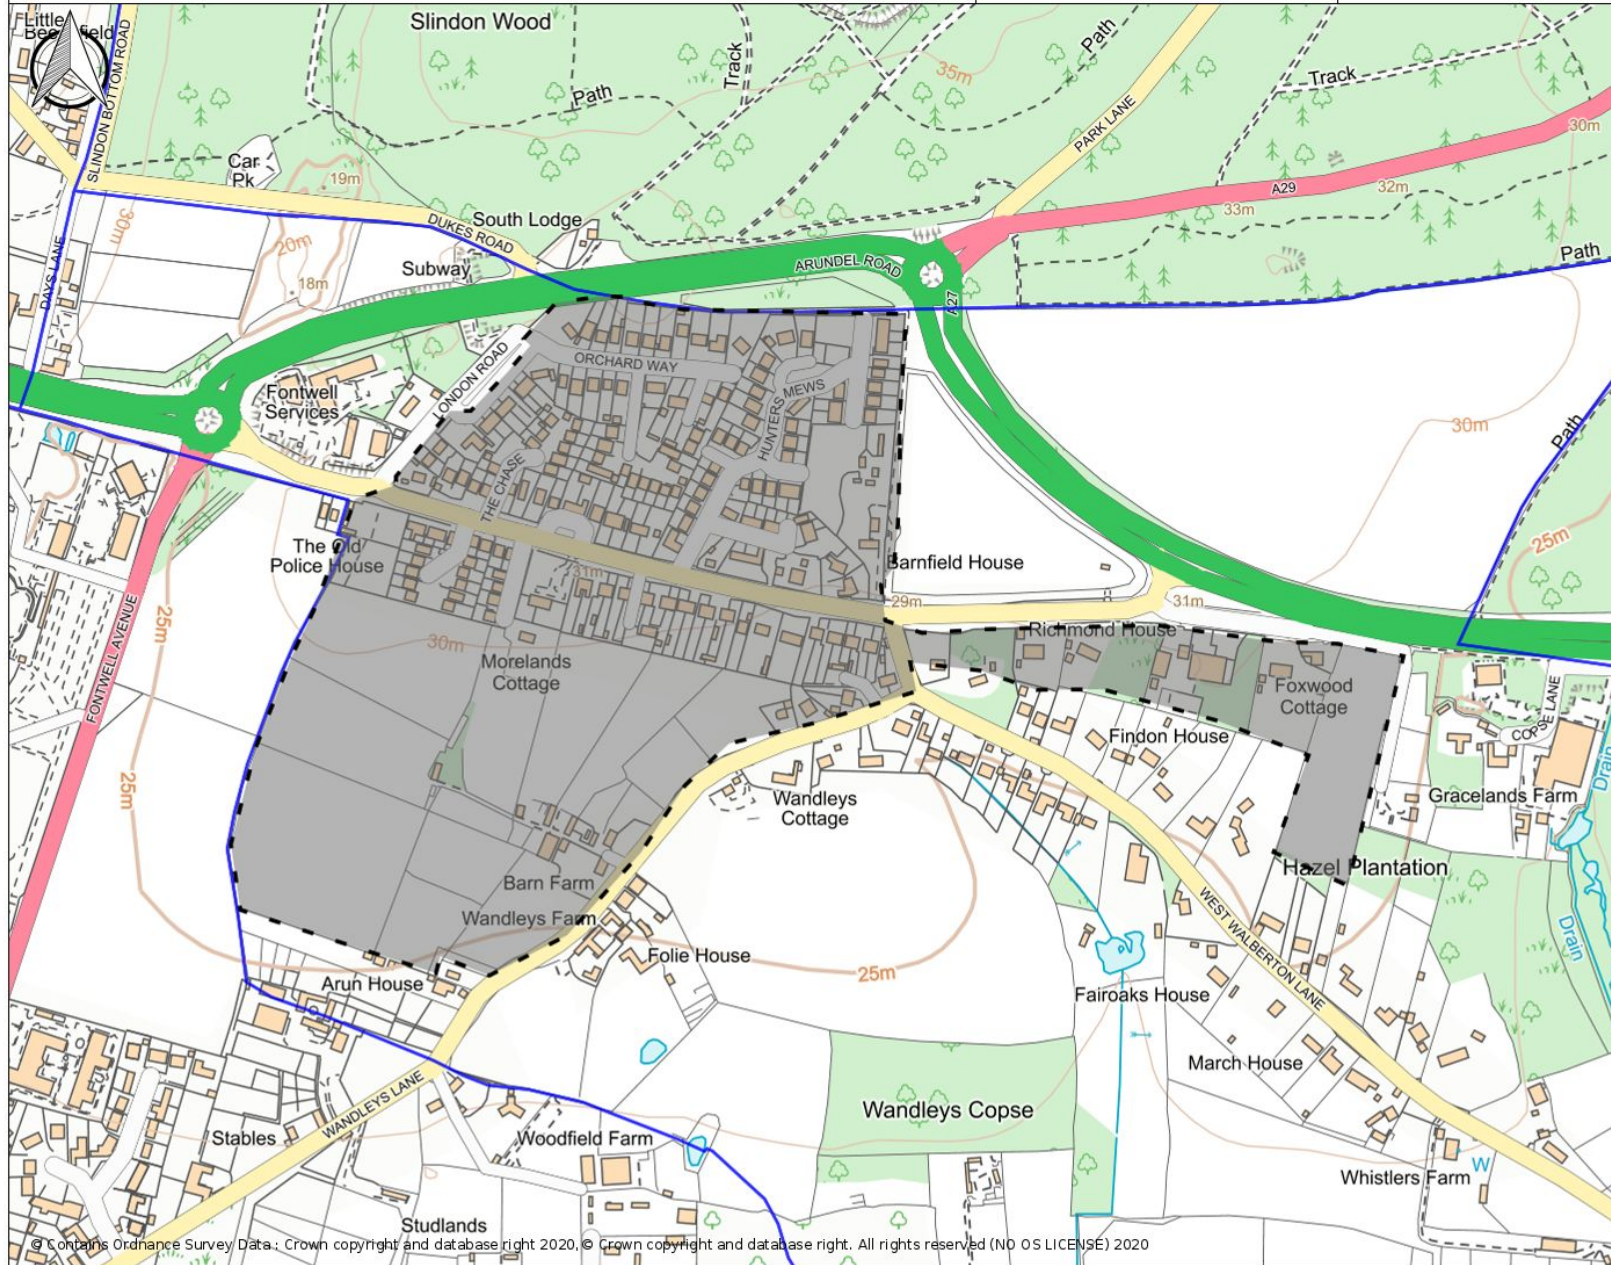 Little
Slindon Wood
SLINDON BOTTOM ROAD
Path
Track
Path
35m
Track
30m
PARK LANE
Car
Pk
19m
A29
32m
33m
30m
20m
18m
DAYS LANE
DUKES ROAD
South Lodge
Subway
ARUNDEL ROAD
A27
Path
LONDON ROAD
ORCHARD WAY
HUNTERS MEWS
THE CHASE
Fontwell
Services
30m
Path
25m
The Old
Police House
31m
Barnfield House
29m
31m
FONTWELL AVENUE
25m
30m
Morelands
Cottage
Richmond House
Foxwood
Cottage
Findon House
COPSE LANE
Drain
Gracelands Farm
25m
Wandleys
Cottage
Barn Farm
Wandleys Farm
Hazel Plantation
WEST WALBERTON LANE
Drain
Folie House
25m
Arun House
Fairoaks House
March House
WANDLEYS LANE
Wandleys Copse
Stables
Woodfield Farm
Whistlers Farm
W
Studlands
© Contains Ordnance Survey Data : Crown copyright and database right 2020, © Crown copyright and database right. All rights reserved (NO OS LICENSE) 2020